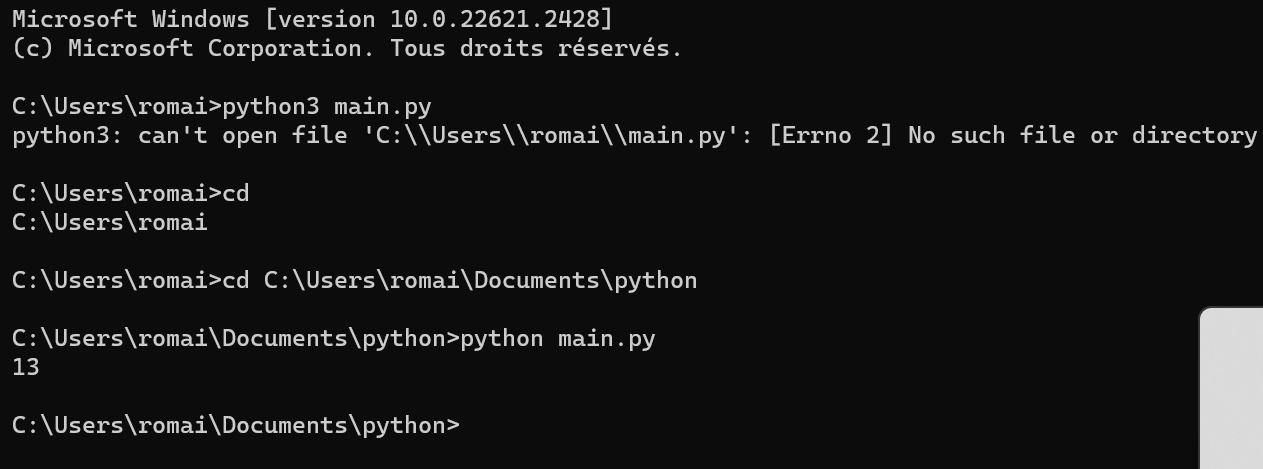 Microsoft Windows [version 10.0.22621.2428]
(c) Microsoft Corporation. Tous droits réservés.
C:\Users\romai>python3 main.py
python3: can't open file 'C:\\Users\\romai\\main.py': [Errno 2] No such file or directory
C:\Users\romai>cd
C:\Users\romai
C:\Users\romai>cd C:\Users\romai\Documents\python
C:\Users\romai\Documents\python>python main.py
13
C:\Users\romai\Documents\python>